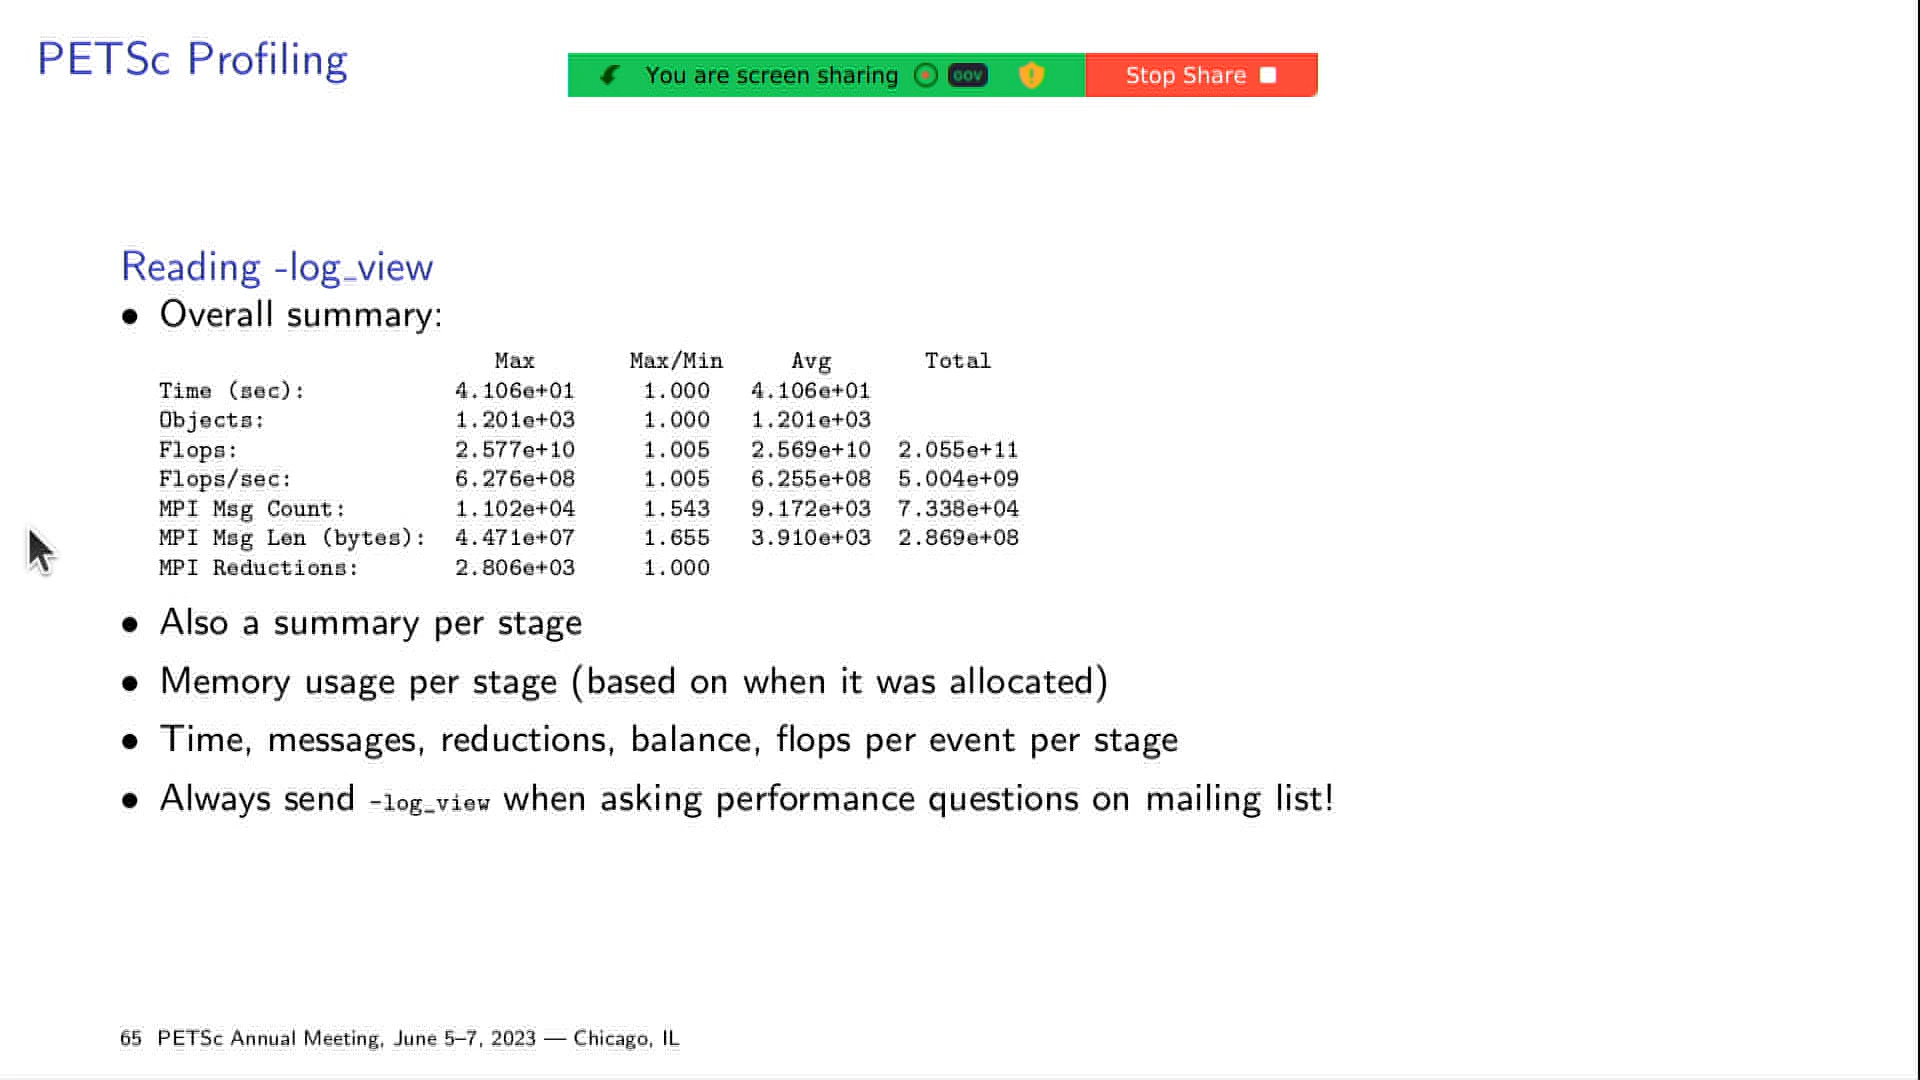 PETSc Profiling
You are screen sharing GOV Stop Share
Reading -log_view
• Overall summary:
Max Max/Min Avg Total
Time (sec): 4.106e+01 1.000 4.106e+01
Objects: 1.201e+03 1.000 1.201e+03
Flops: 2.577e+10 1.005 2.569e+10 2.055e+11
Flops/sec: 6.276e+08 1.005 6.255e+08 5.004e+09
MPI Msg Count: 1.102e+04 1.543 9.172e+03 7.338e+04
MPI Msg Len (bytes): 4.471e+07 1.655 3.910e+03 2.869e+08
MPI Reductions: 2.806e+03 1.000
• Also a summary per stage
• Memory usage per stage (based on when it was allocated)
• Time, messages, reductions, balance, flops per event per stage
• Always send -log_view when asking performance questions on mailing list!
65 PETSc Annual Meeting, June 5–7, 2023 — Chicago, IL